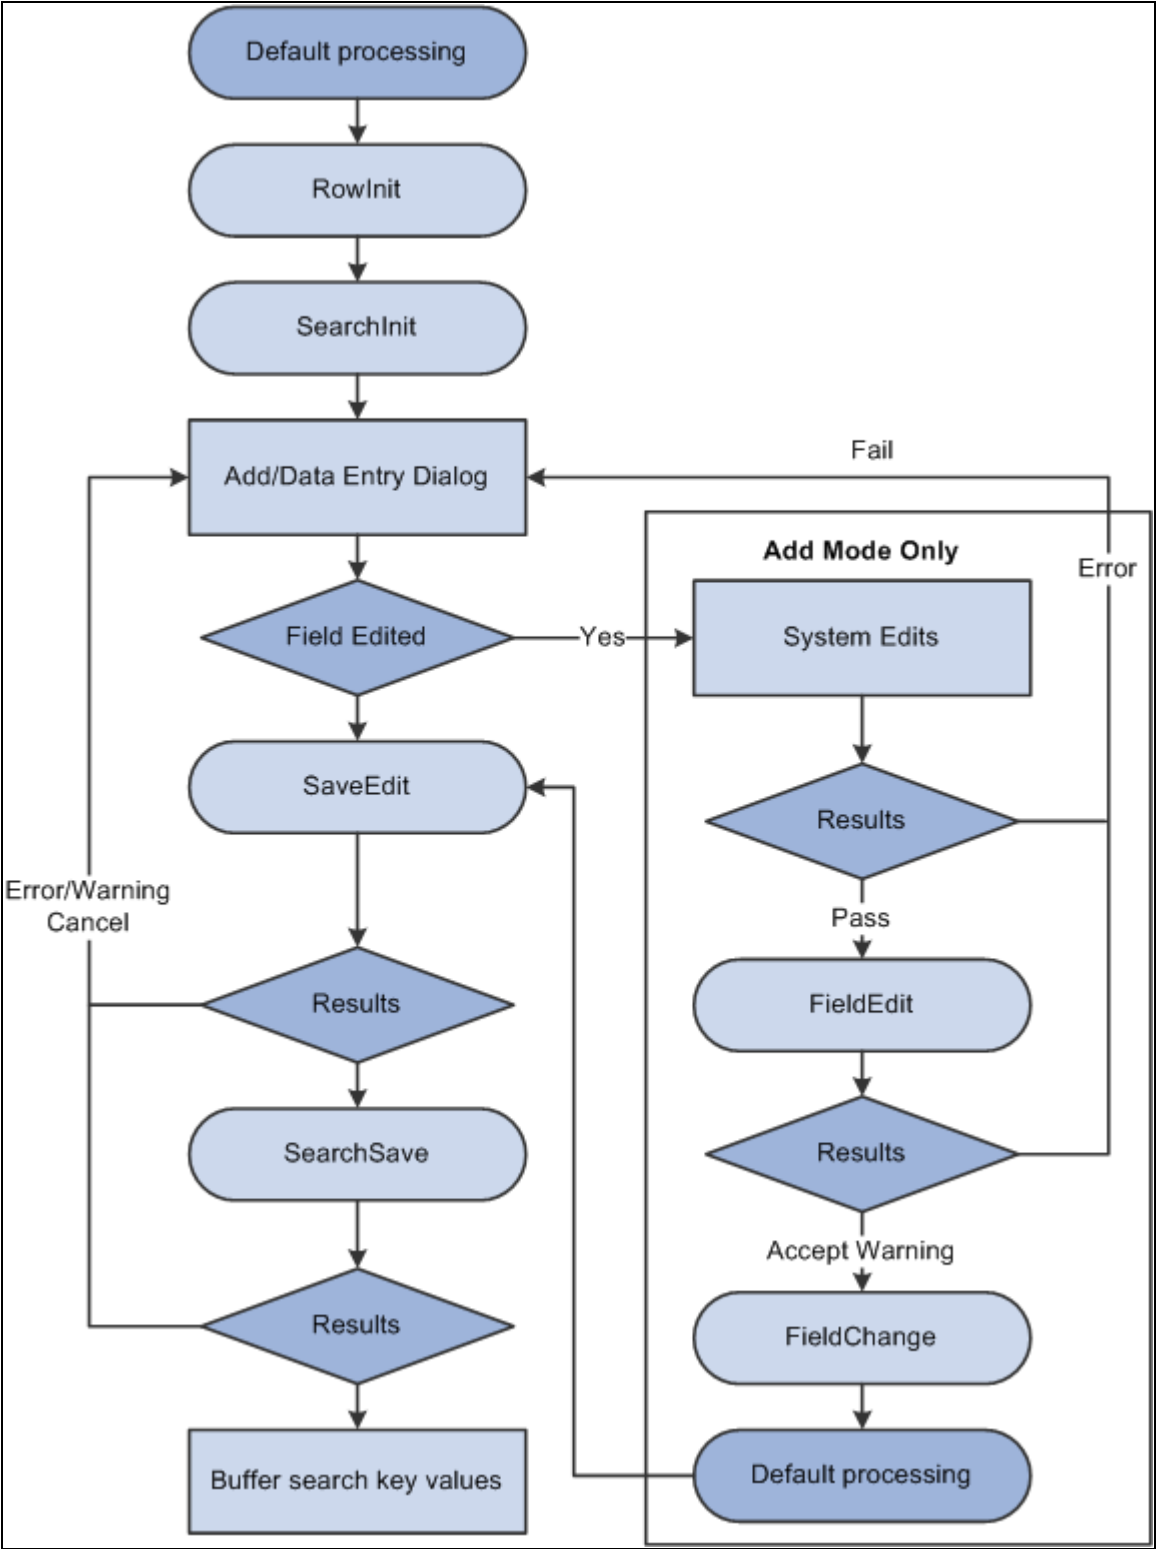 Default processing
RowInit
SearchInit
Add/Data Entry Dialog
Fail
Add Mode Only
Error
Field Edited
Yes
System Edits
SaveEdit
Results
Error/Warning
Cancel
Pass
Results
FieldEdit
SearchSave
Results
Accept Warning
Results
FieldChange
Buffer search key values
Default processing